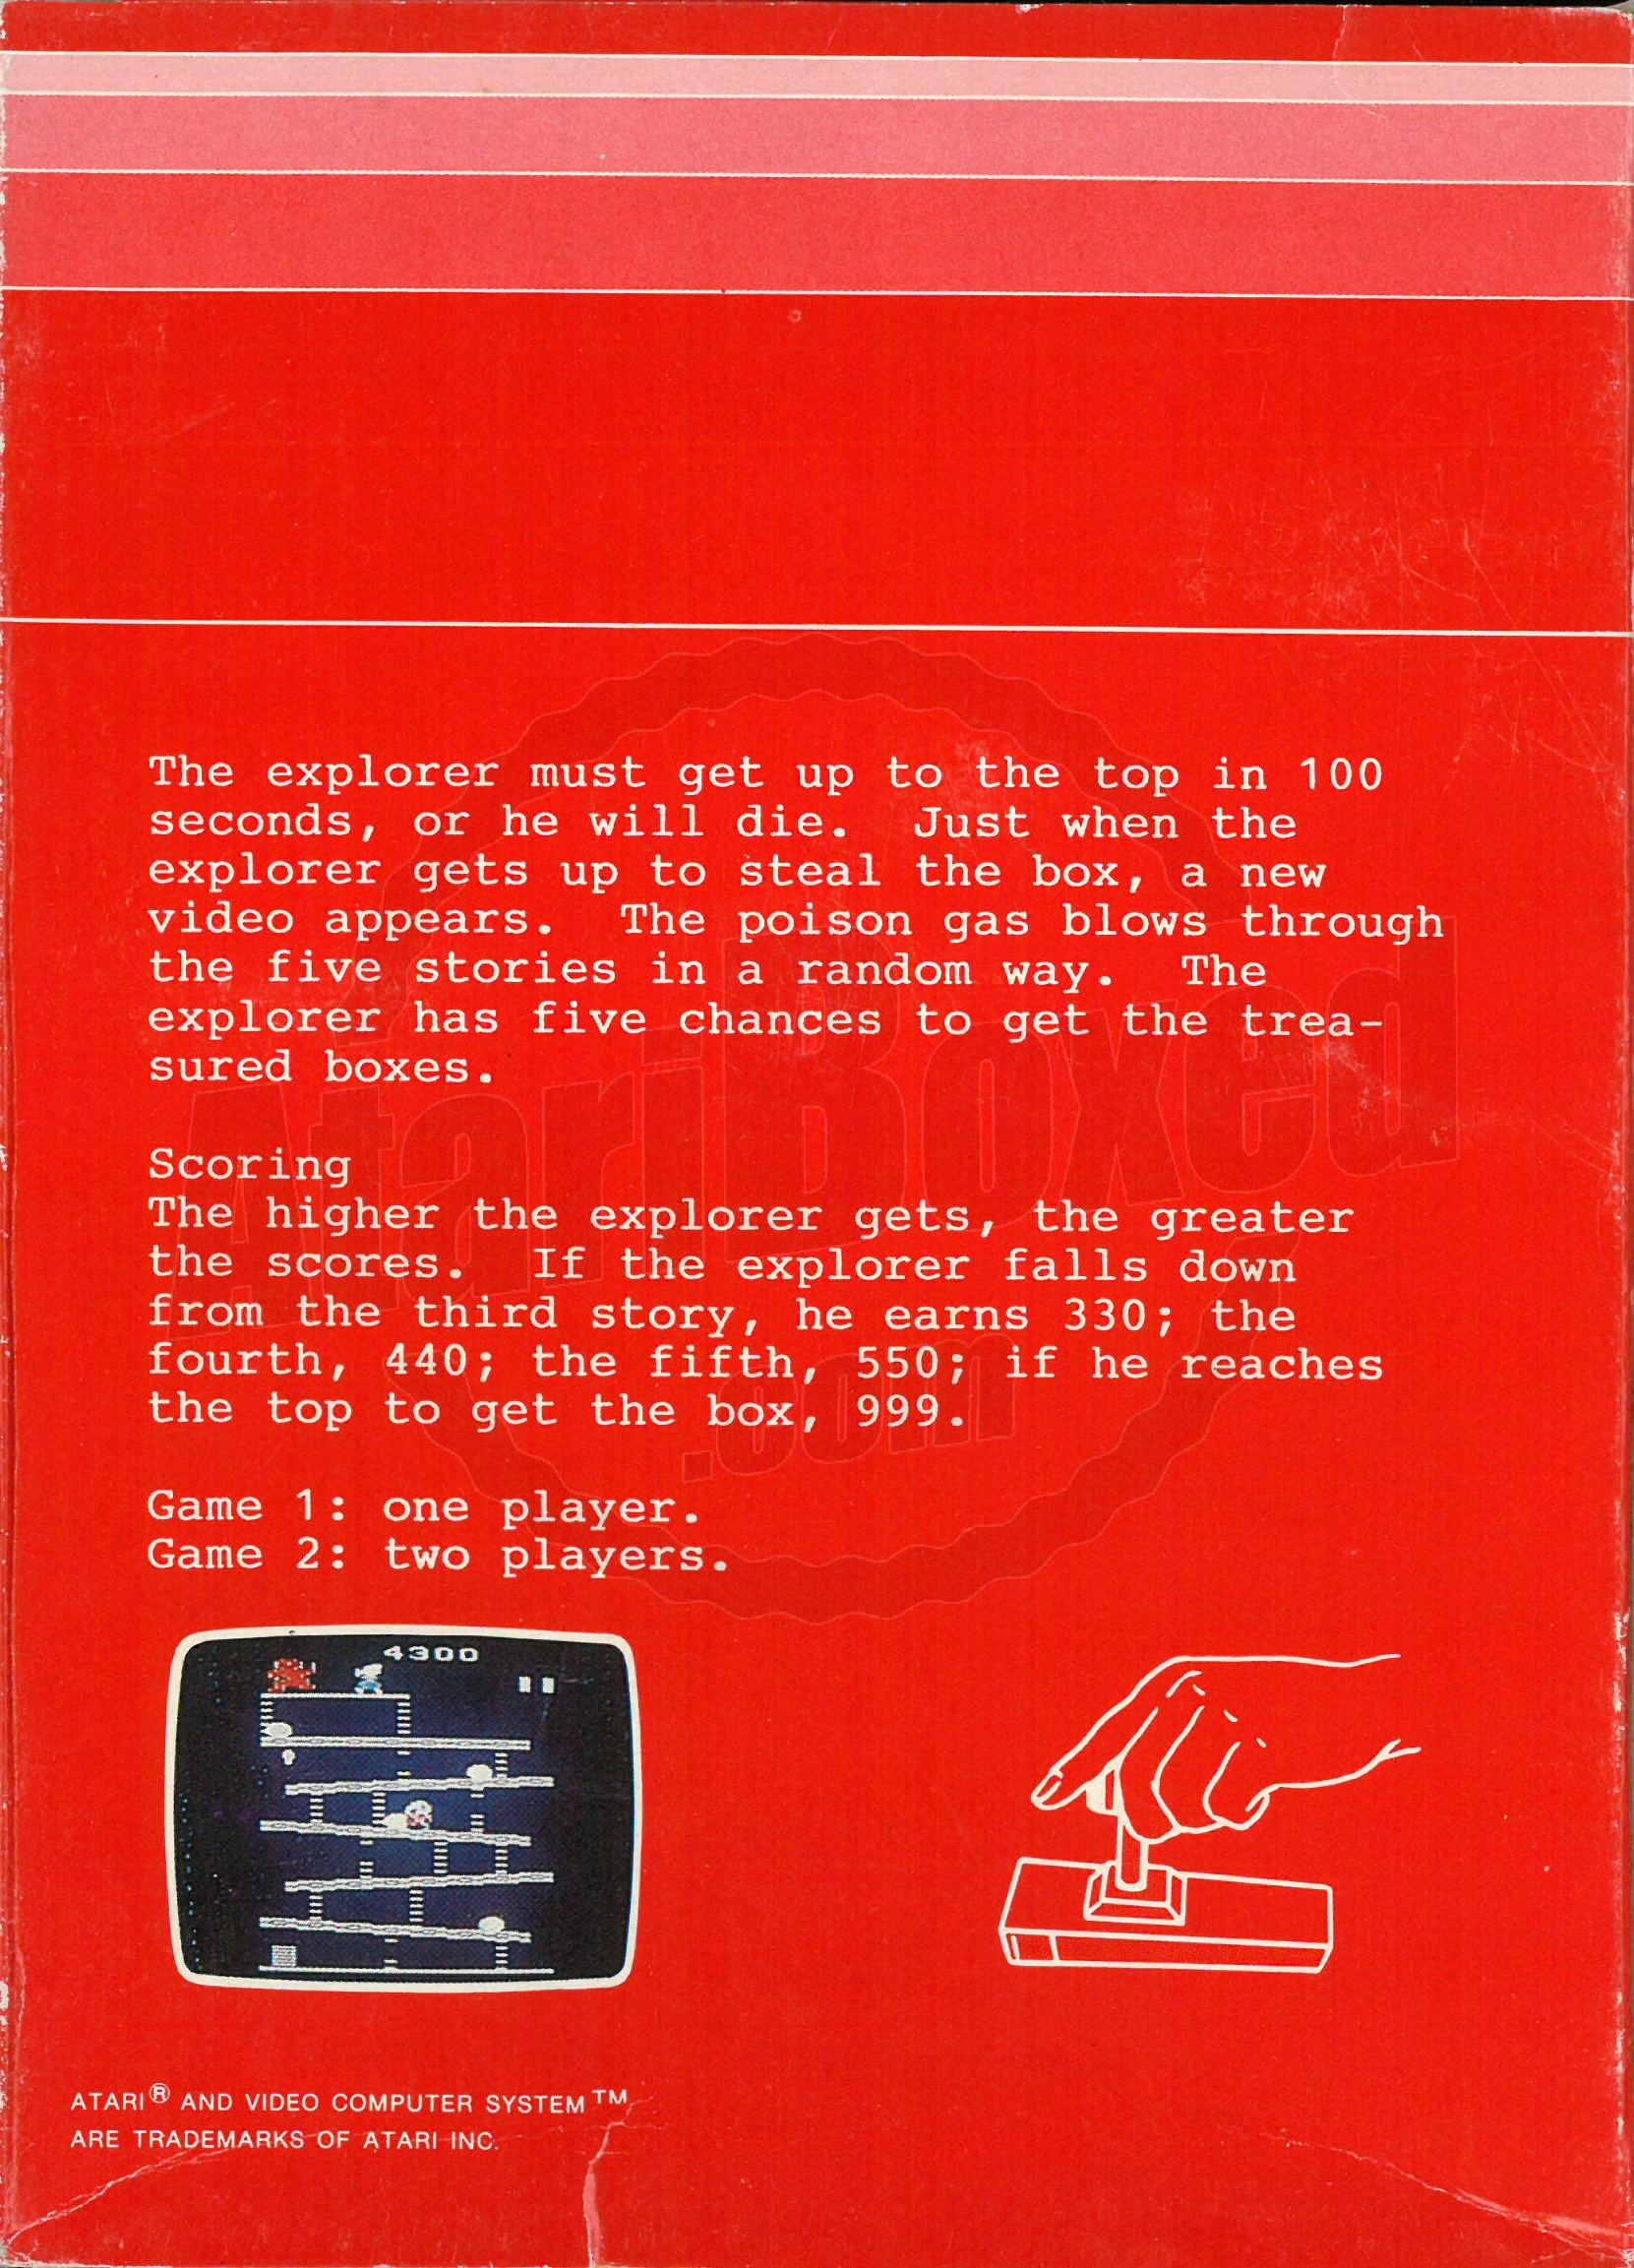 The explorer must get up to the top in 100
seconds, or he will die.  Just when the
explorer gets up to steal the box, a new
video appears.  The poison gas blows through
the five stories in a random way.  The
explorer has five chances to get the trea-
sured boxes.
Scoring
The higher the explorer gets, the greater
the scores.  If the explorer falls down
from the third story, he earns 330; the
fourth, 440; the fifth, 550; if he reaches
the top to get the box, 999.
Game 1: one player.
Game 2: two players.
AtariBoxed
.com
4300
ATARI® AND VIDEO COMPUTER SYSTEM™
ARE TRADEMARKS OF ATARI INC.